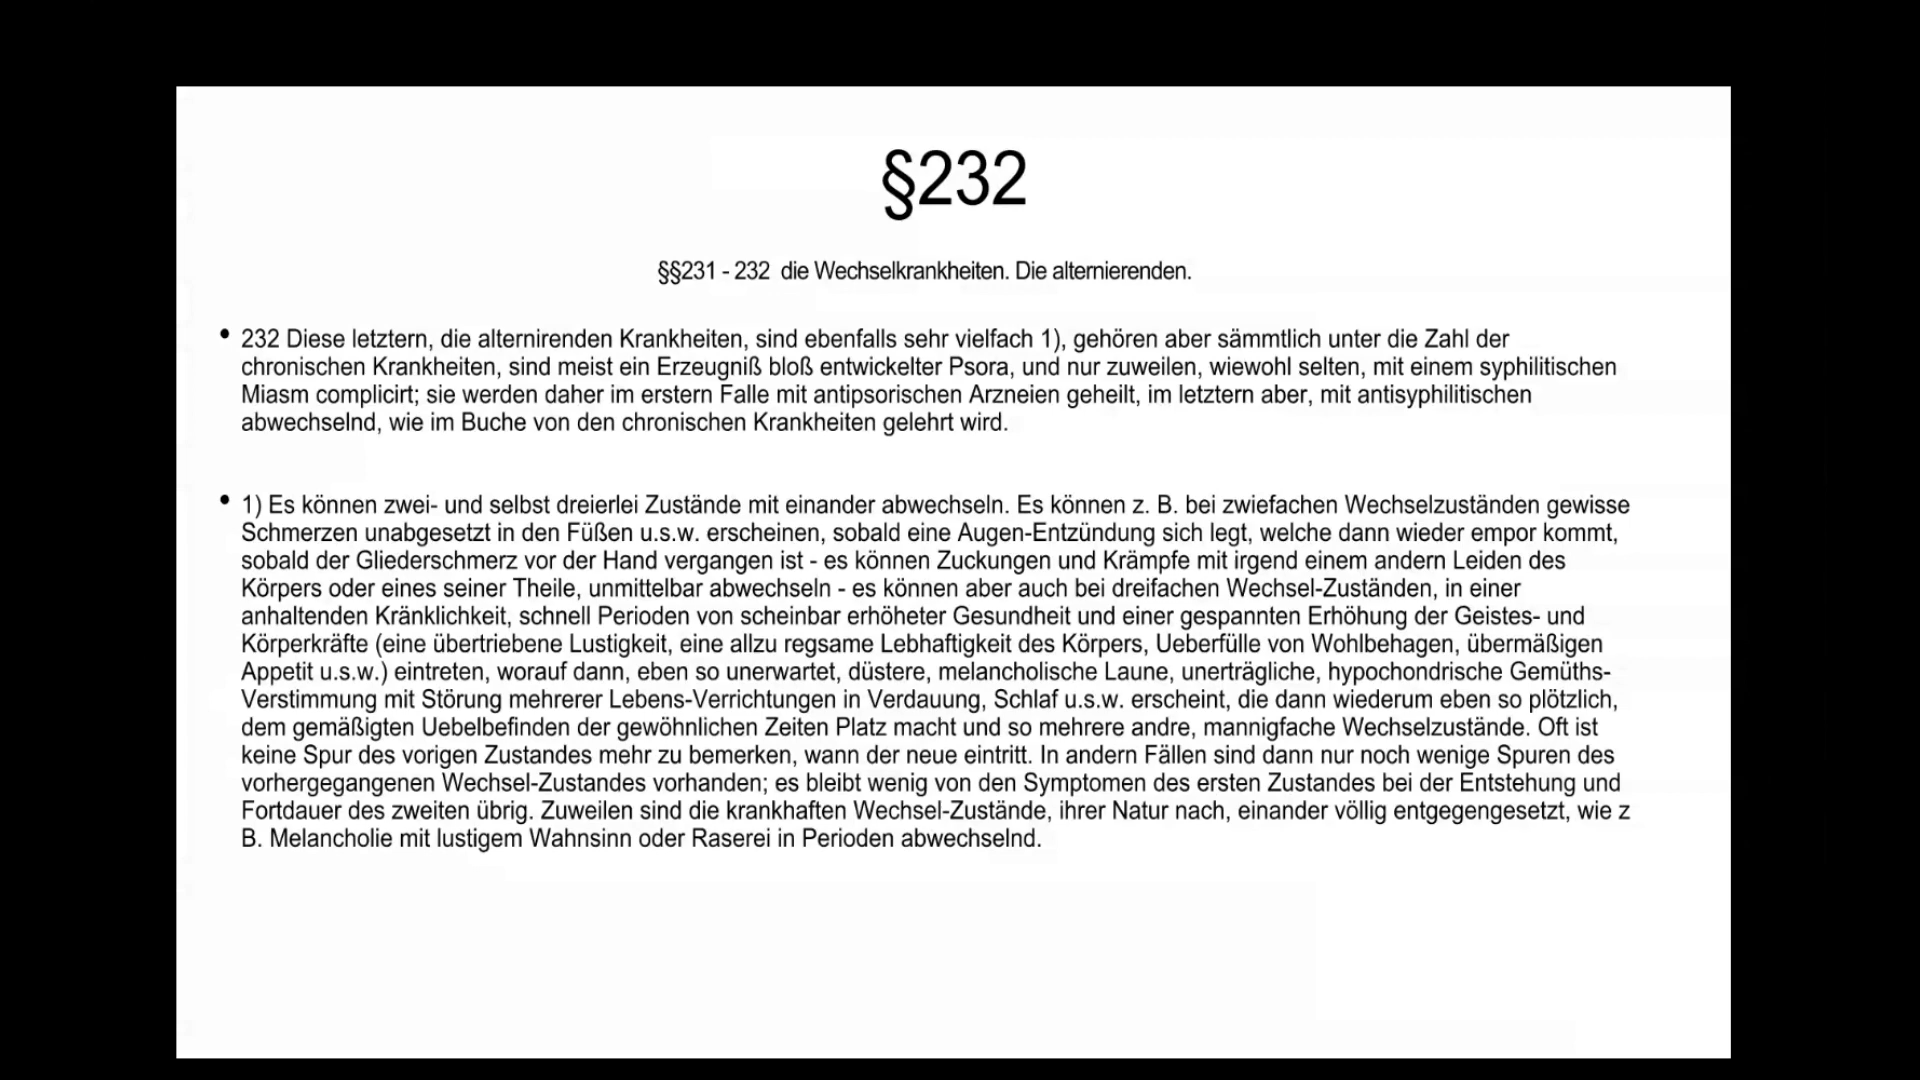 §232
§§231 - 232 die Wechselkrankheiten. Die alternierenden.
• 232 Diese letztern, die alternirenden Krankheiten, sind ebenfalls sehr vielfach 1), gehören aber sämmtlich unter die Zahl der
chronischen Krankheiten, sind meist ein Erzeugniß bloß entwickelter Psora, und nur zuweilen, wiewohl selten, mit einem syphilitischen
Miasm complicirt; sie werden daher im erstern Falle mit antipsorischen Arzneien geheilt, im letztern aber, mit antisyphilitischen
abwechselnd, wie im Buche von den chronischen Krankheiten gelehrt wird.
• 1) Es können zwei- und selbst dreierlei Zustände mit einander abwechseln. Es können z. B. bei zwiefachen Wechselzuständen gewisse
Schmerzen unabgesetzt in den Füßen u.s.w. erscheinen, sobald eine Augen-Entzündung sich legt, welche dann wieder empor kommt,
sobald der Gliederschmerz vor der Hand vergangen ist - es können Zuckungen und Krämpfe mit irgend einem andern Leiden des
Körpers oder eines seiner Theile, unmittelbar abwechseln - es können aber auch bei dreifachen Wechsel-Zuständen, in einer
anhaltenden Kränklichkeit, schnell Perioden von scheinbar erhöheter Gesundheit und einer gespannten Erhöhung der Geistes- und
Körperkräfte (eine übertriebene Lustigkeit, eine allzu regsame Lebhaftigkeit des Körpers, Ueberfülle von Wohlbehagen, übermäßigen
Appetit u.s.w.) eintreten, worauf dann, eben so unerwartet, düstere, melancholische Laune, unerträgliche, hypochondrische Gemüths-
Verstimmung mit Störung mehrerer Lebens-Verrichtungen in Verdauung, Schlaf u.s.w. erscheint, die dann wiederum eben so plötzlich,
dem gemäßigten Uebelbefinden der gewöhnlichen Zeiten Platz macht und so mehrere andre, mannigfache Wechselzustände. Oft ist
keine Spur des vorigen Zustandes mehr zu bemerken, wann der neue eintritt. In andern Fällen sind dann nur noch wenige Spuren des
vorhergegangenen Wechsel-Zustandes vorhanden; es bleibt wenig von den Symptomen des ersten Zustandes bei der Entstehung und
Fortdauer des zweiten übrig. Zuweilen sind die krankhaften Wechsel-Zustände, ihrer Natur nach, einander völlig entgegengesetzt, wie z
B. Melancholie mit lustigem Wahnsinn oder Raserei in Perioden abwechselnd.